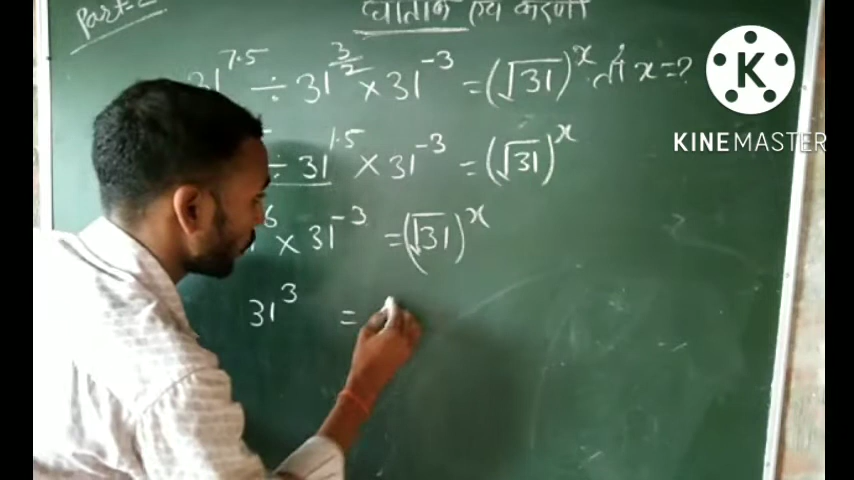 Part-2
घातांक एवं करणी
31^7.5 ÷ 31^3/2 × 31^-3 = (√31)^x तो x=?
÷ 31^1.5 × 31^-3 = (√31)^x
6 × 31^-3 = (√31)^x
31^3 =
K
KINEMASTER